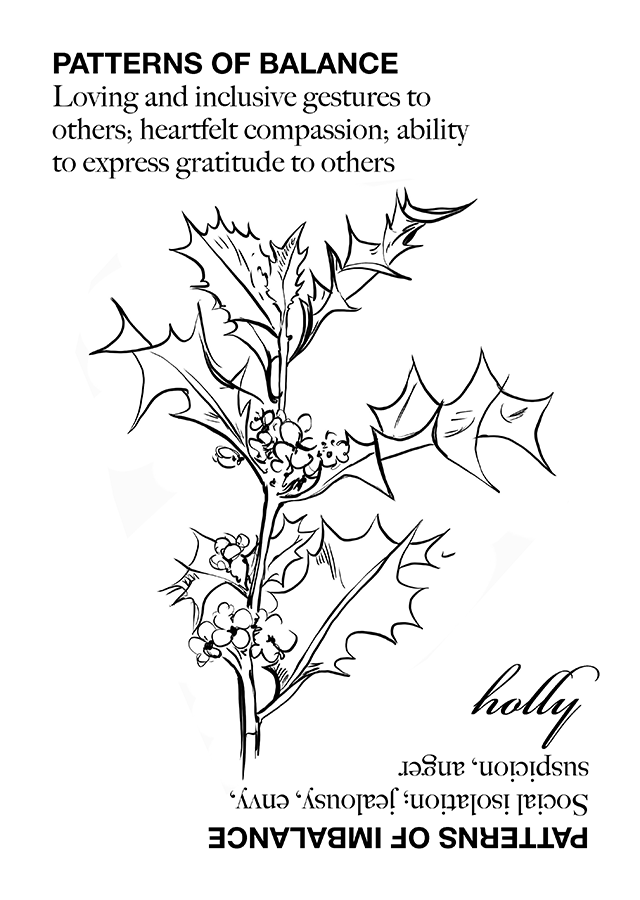 PATTERNS OF BALANCE
Loving and inclusive gestures to
others; heartfelt compassion; ability
to express gratitude to others
holly
PATTERNS OF IMBALANCE
Social isolation; jealousy, envy,
suspicion, anger